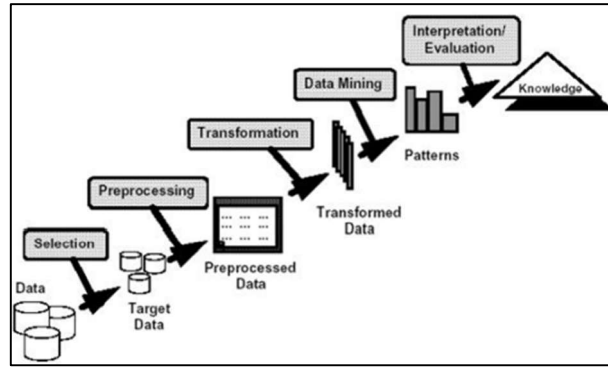 Interpretation/
Evaluation
Data Mining
Knowledge
Transformation
Patterns
Preprocessing
Transformed
Data
Selection
Preprocessed
Data
Data
Target
Data